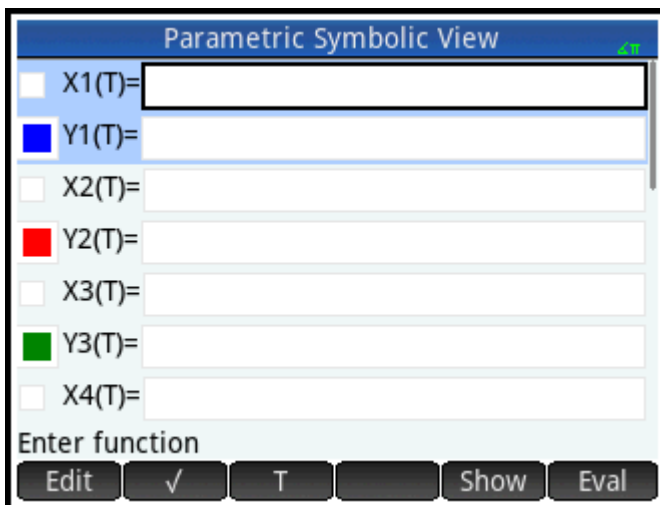 Parametric Symbolic View
∡π
X1(T)=
Y1(T)=
X2(T)=
Y2(T)=
X3(T)=
Y3(T)=
X4(T)=
Enter function
Edit √ T Show Eval